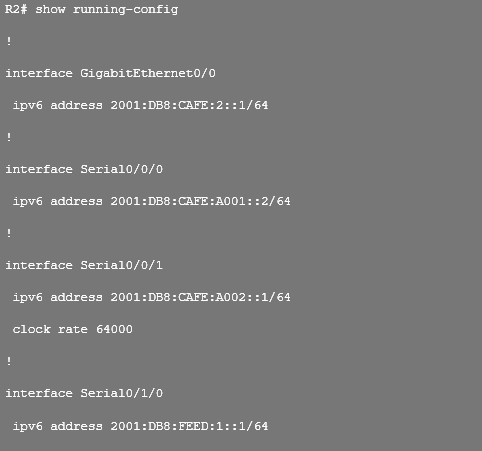 R2# show running-config
!
interface GigabitEthernet0/0
ipv6 address 2001:DB8:CAFE:2::1/64
!
interface Serial0/0/0
ipv6 address 2001:DB8:CAFE:A001::2/64
!
interface Serial0/0/1
ipv6 address 2001:DB8:CAFE:A002::1/64
clock rate 64000
!
interface Serial0/1/0
ipv6 address 2001:DB8:FEED:1::1/64